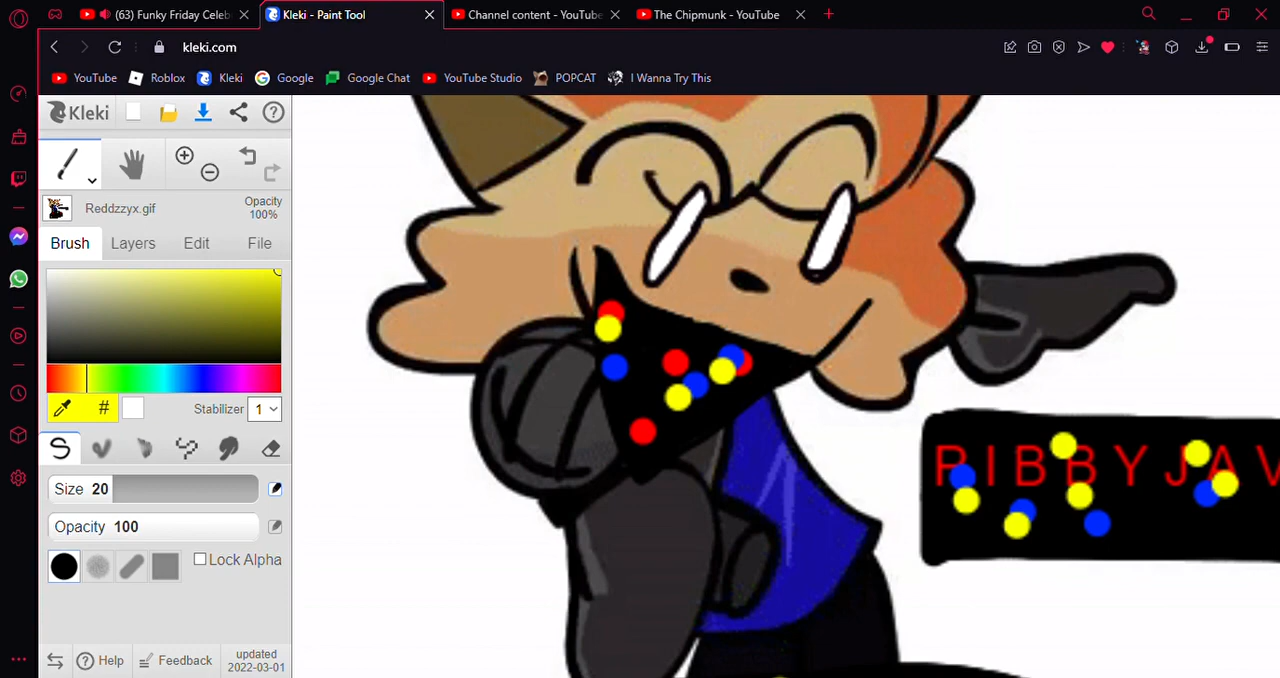 (63) Funky Friday Celeb
Kleki - Paint Tool
Channel content - YouTube
The Chipmunk - YouTube
kleki.com
YouTube
Roblox
Kleki
Google
Google Chat
YouTube Studio
POPCAT
I Wanna Try This
Kleki
Reddzzyx.gif
Opacity
100%
Brush
Layers
Edit
File
#
Stabilizer
1
Size 20
Opacity 100
Lock Alpha
Help
Feedback
updated
2022-03-01
RIBBY JAV